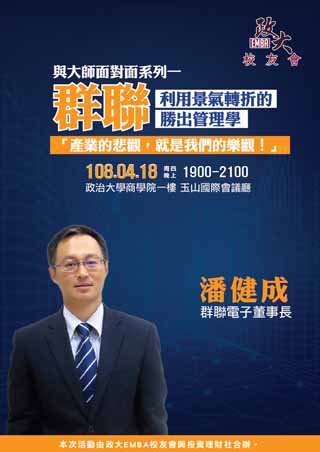 政大
EMBA
校友會
與大師面對面系列一
群聯
利用景氣轉折的
勝出管理學
「產業的悲觀，就是我們的樂觀！」
108.04.18 周四晚上 1900-2100
政治大學商學院一樓 玉山國際會議廳
潘健成
群聯電子董事長
本次活動由政大EMBA校友會與投資理財社合辦。